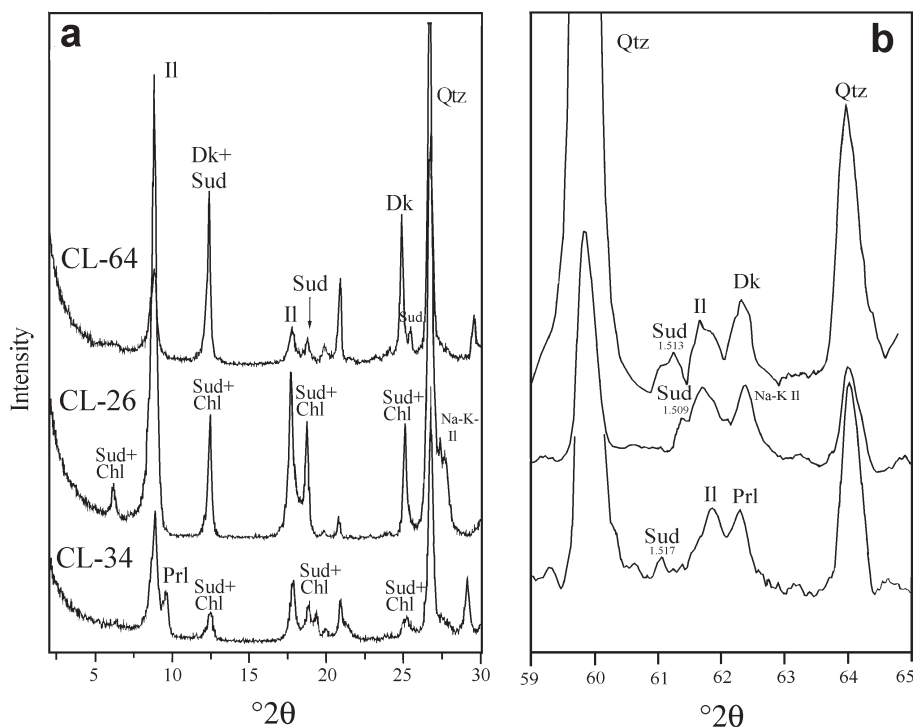 a
Il
Qtz
Dk+
Sud
Dk
CL-64
Sud
Il
Sud
Intensity
CL-26
Sud+
Chl
Sud+
Chl
Sud+
Chl
Sud+
Chl
Na-K-
Il
CL-34
Prl
Sud+
Chl
Sud+
Chl
Sud+
Chl
5
10
15
20
25
30
°2θ
b
Qtz
Qtz
Dk
Il
Sud
1.513
Sud
1.509
Na-K Il
Il
Prl
Sud
1.517
59
60
61
62
63
64
65
°2θ